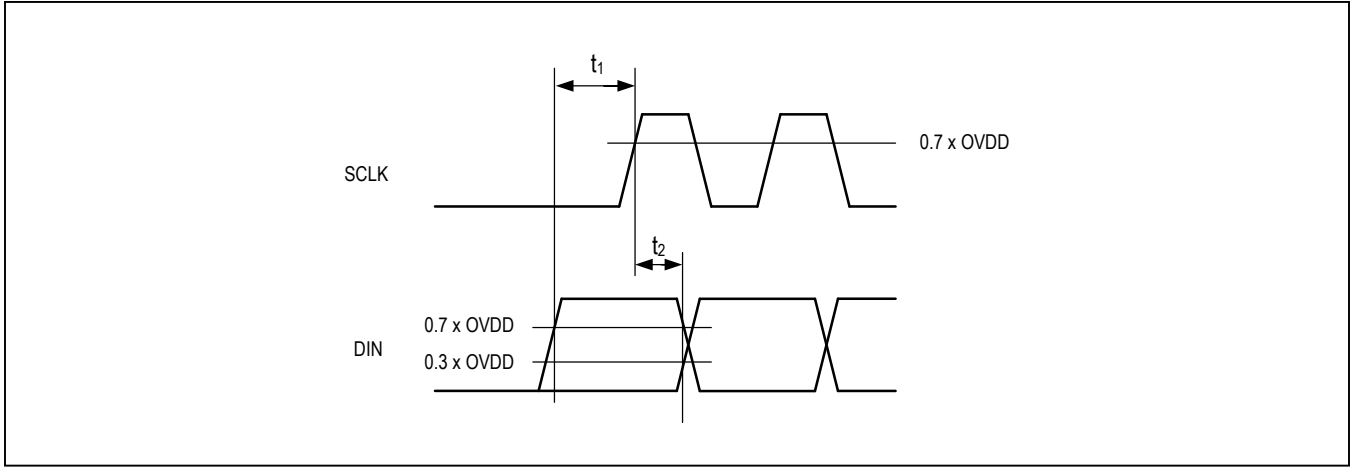 t₁
0.7 x OVDD
SCLK
t₂
0.7 x OVDD
DIN
0.3 x OVDD